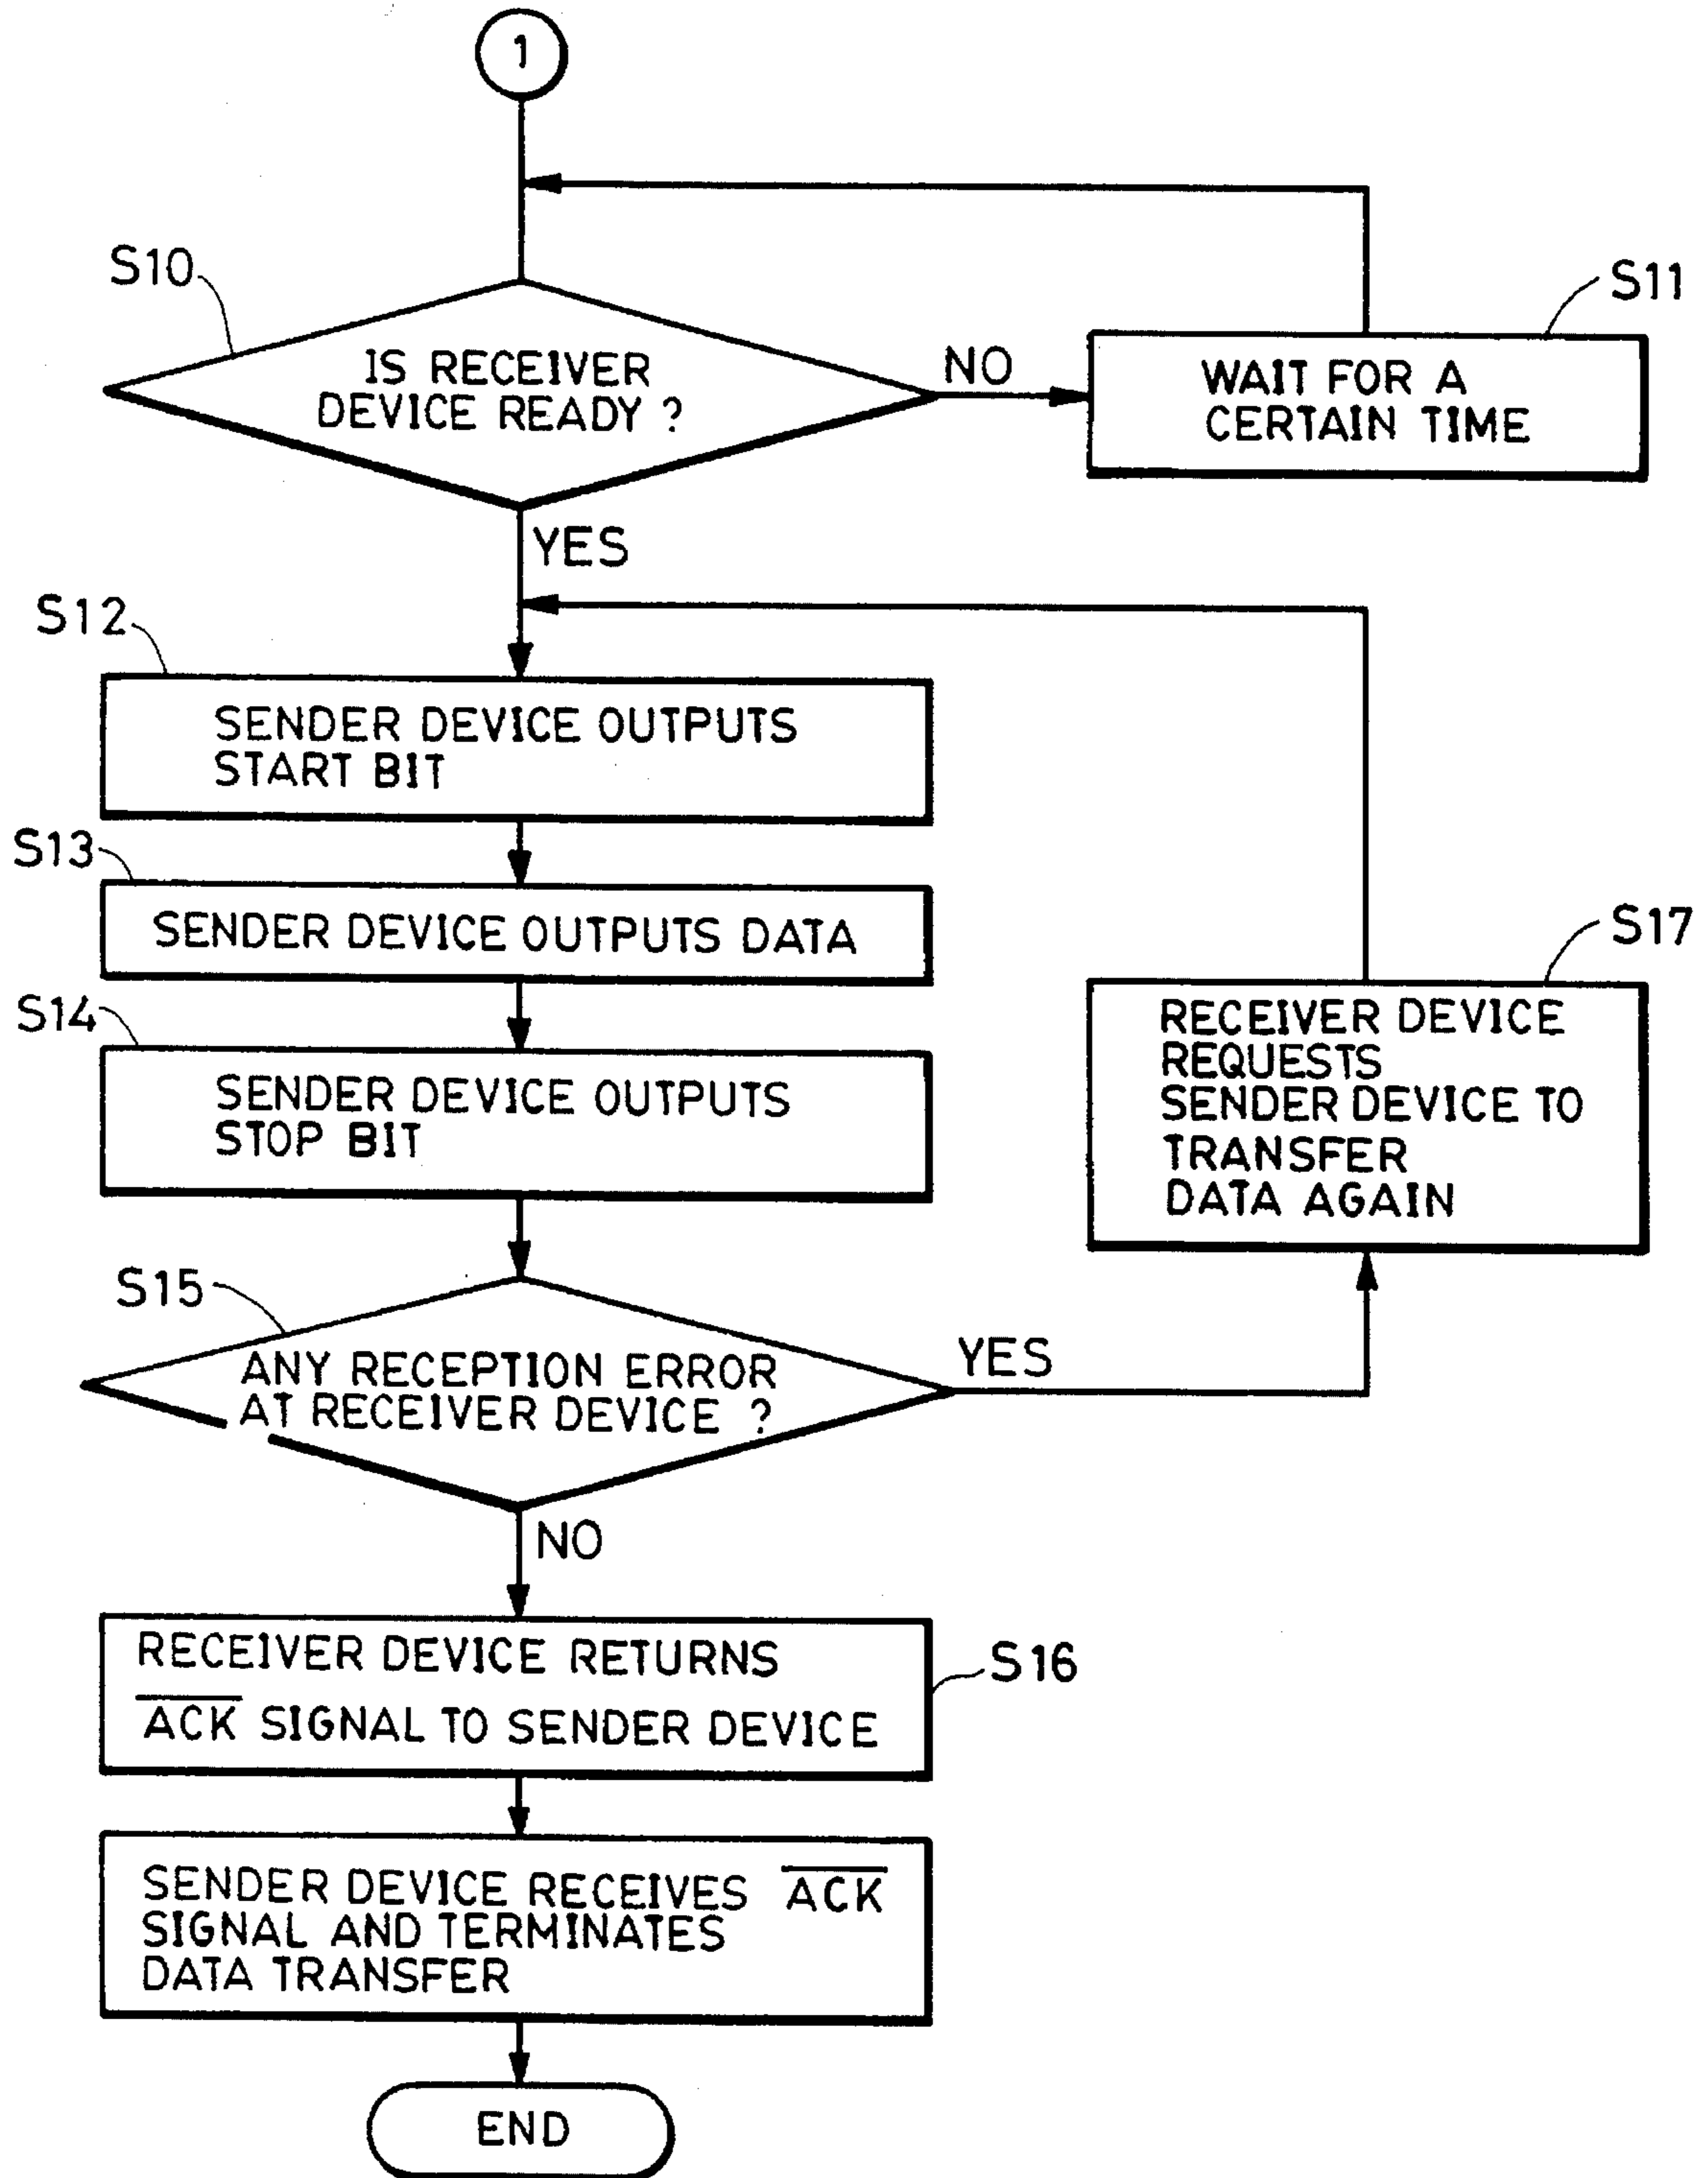 1
S10
IS RECEIVER
DEVICE READY ?
NO
S11
WAIT FOR A
CERTAIN TIME
YES
S12
SENDER DEVICE OUTPUTS
START BIT
S13
SENDER DEVICE OUTPUTS DATA
S14
SENDER DEVICE OUTPUTS
STOP BIT
S17
RECEIVER DEVICE
REQUESTS
SENDER DEVICE TO
TRANSFER
DATA AGAIN
S15
ANY RECEPTION ERROR
AT RECEIVER DEVICE ?
YES
NO
RECEIVER DEVICE RETURNS
A̅C̅K̅ SIGNAL TO SENDER DEVICE
S16
SENDER DEVICE RECEIVES A̅C̅K̅
SIGNAL AND TERMINATES
DATA TRANSFER
END